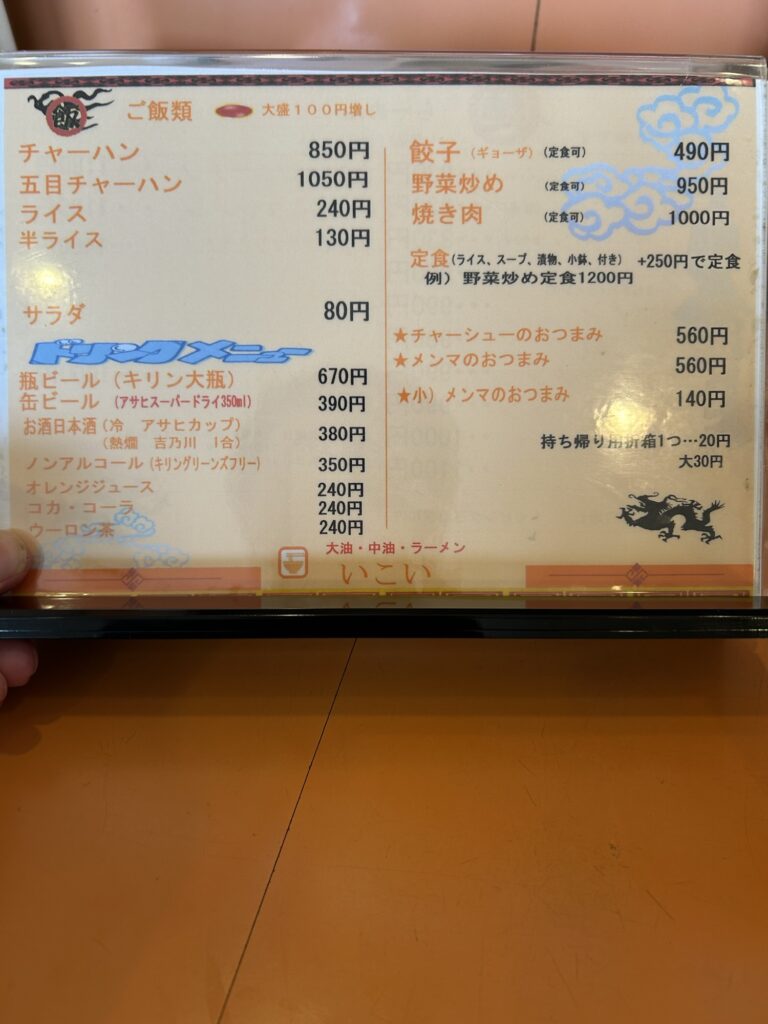 飯 ご飯類 大盛100円増し
チャーハン 850円
五目チャーハン 1050円
ライス 240円
半ライス 130円
サラダ 80円
ドリンクメニュー
瓶ビール（キリン大瓶） 670円
缶ビール（アサヒスーパードライ350ml） 390円
お酒日本酒（冷 アサヒカップ） 380円
（熱燗 吉乃川 1合）
ノンアルコール（キリングリーンズフリー） 350円
オレンジジュース 240円
コカ・コーラ 240円
ウーロン茶 240円
餃子（ギョーザ）（定食可） 490円
野菜炒め （定食可） 950円
焼き肉 （定食可） 1000円
定食（ライス、スープ、漬物、小鉢、付き） +250円で定食
例）野菜炒め定食1200円
★チャーシューのおつまみ 560円
★メンマのおつまみ 560円
★小）メンマのおつまみ 140円
持ち帰り用折箱1つ…20円
大30円
大油・中油・ラーメン
いこい